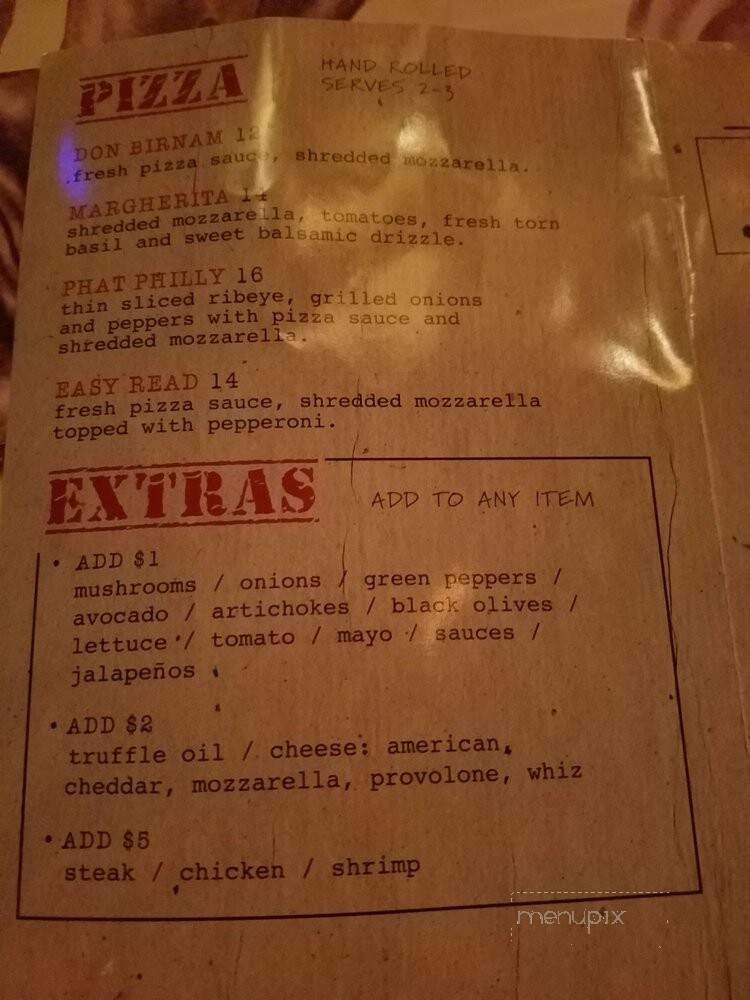 PIZZA
HAND ROLLED
SERVES 2-3
DON BIRNAM 12
fresh pizza sauce, shredded mozzarella.
MARGHERITA 14
shredded mozzarella, tomatoes, fresh torn
basil and sweet balsamic drizzle.
PHAT PHILLY 16
thin sliced ribeye, grilled onions
and peppers with pizza sauce and
shredded mozzarella.
EASY READ 14
fresh pizza sauce, shredded mozzarella
topped with pepperoni.
EXTRAS
ADD TO ANY ITEM
• ADD $1
mushrooms / onions / green peppers /
avocado / artichokes / black olives /
lettuce / tomato / mayo / sauces /
jalapeños
• ADD $2
truffle oil / cheese: american,
cheddar, mozzarella, provolone, whiz
• ADD $5
steak / chicken / shrimp
menupix